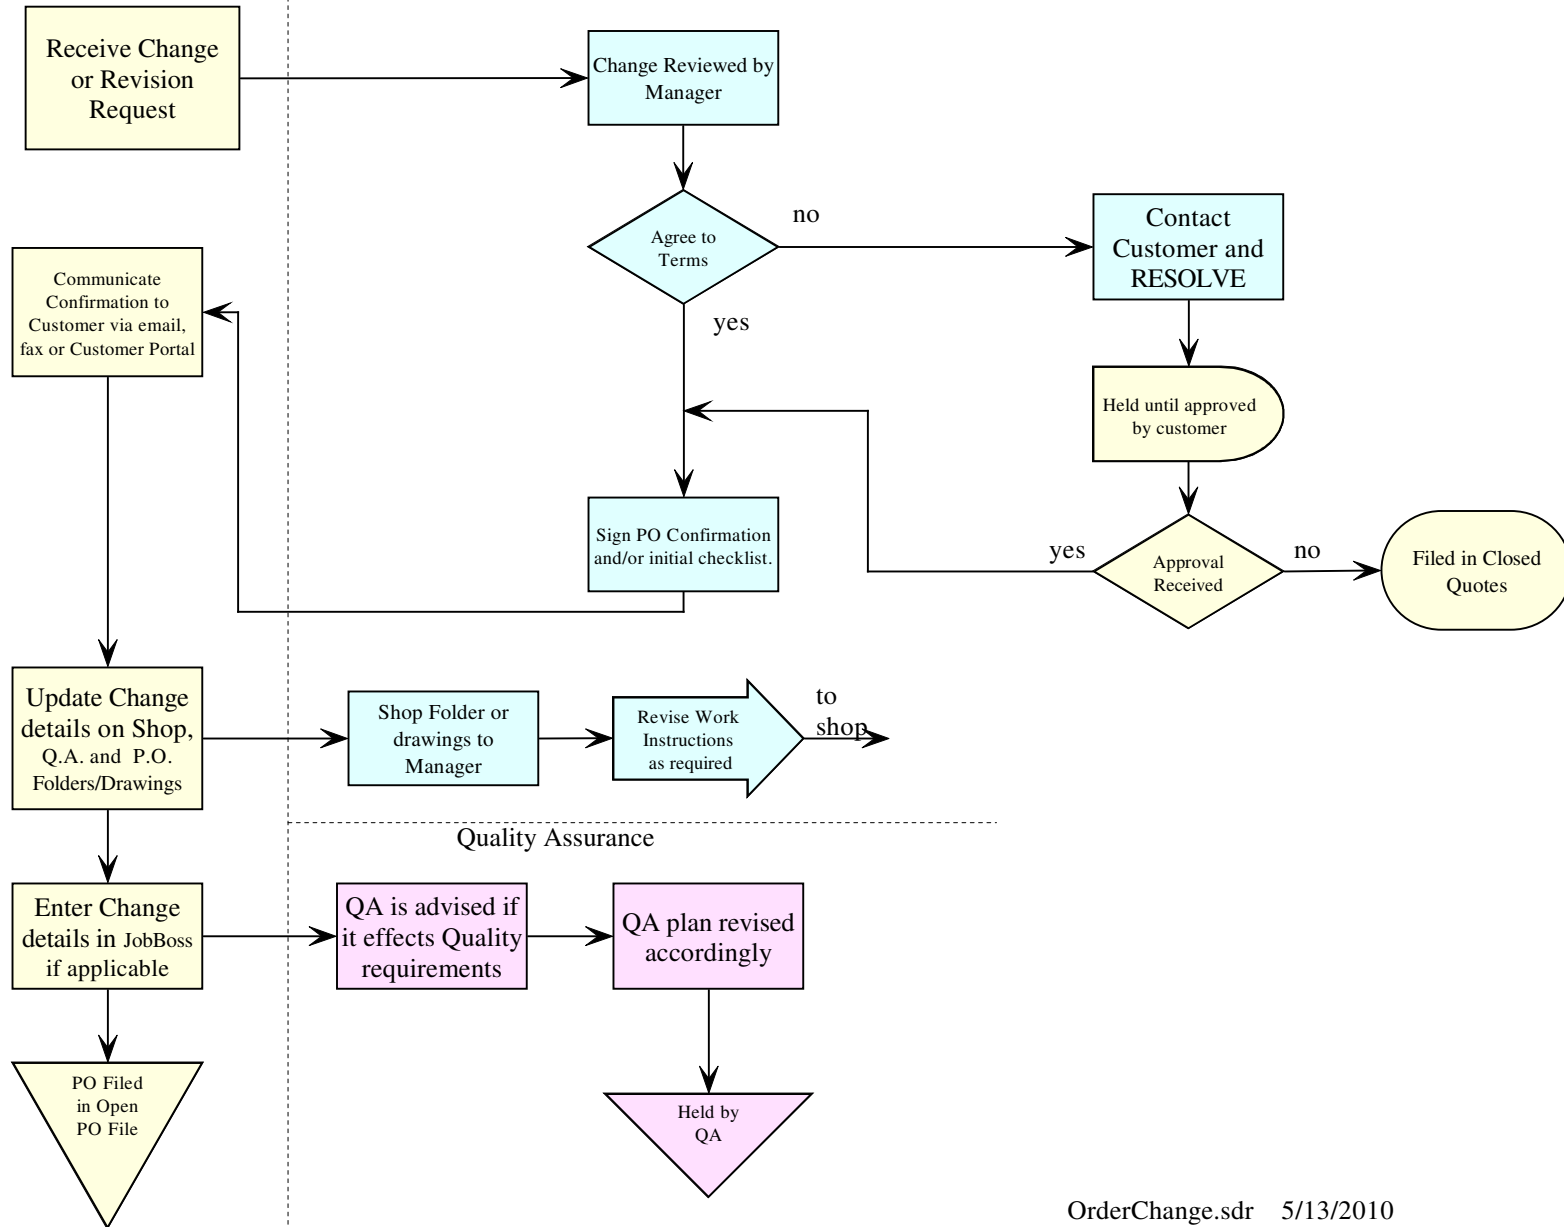 Receive Change
or Revision
Request
Change Reviewed by
Manager
Agree to
Terms
no
yes
Contact
Customer and
RESOLVE
Communicate
Confirmation to
Customer via email,
fax or Customer Portal
Held until approved
by customer
Sign PO Confirmation
and/or initial checklist.
yes
Approval
Received
no
Filed in Closed
Quotes
Update Change
details on Shop,
Q.A. and P.O.
Folders/Drawings
Shop Folder or
drawings to
Manager
Revise Work
Instructions
as required
to
shop
Quality Assurance
Enter Change
details in JobBoss
if applicable
QA is advised if
it effects Quality
requirements
QA plan revised
accordingly
PO Filed
in Open
PO File
Held by
QA
OrderChange.sdr 5/13/2010